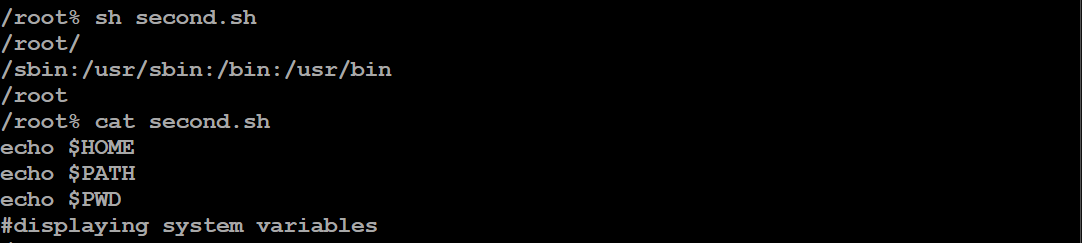 /root% sh second.sh
/root/
/sbin:/usr/sbin:/bin:/usr/bin
/root
/root% cat second.sh
echo $HOME
echo $PATH
echo $PWD
#displaying system variables